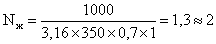 Nж = 1000 / 3,16×350×0,7×1 = 1,3≈2